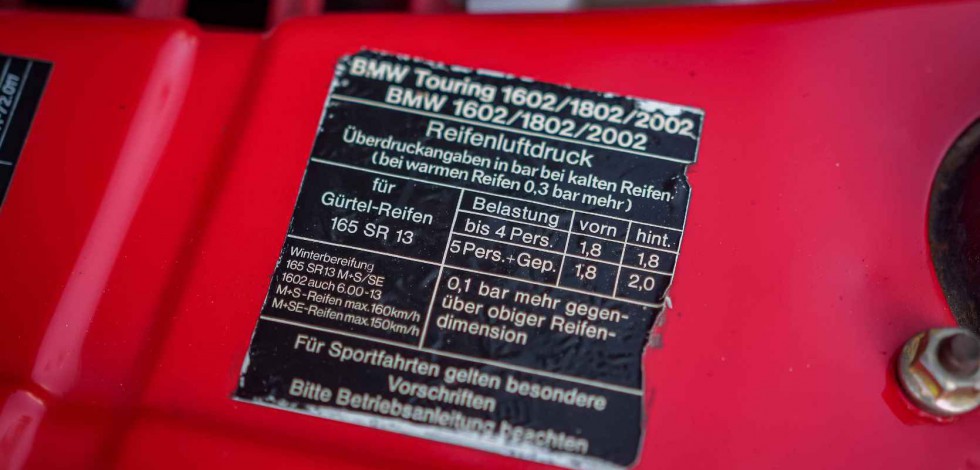 +/2.0 Π
BMW Touring 1602/1802/2002
BMW 1602/1802/2002
Reifenluftdruck
Überdruckangaben in bar bei kalten Reifen.
(bei warmen Reifen 0,3 bar mehr)
für
Gürtel-Reifen
165 SR 13
Belastung vorn hint.
bis 4 Pers. 1,8 1,8
5 Pers.+Gep. 1,8 2,0
Winterbereifung
165 SR13 M+S/SE
1602 auch 6.00-13
M+S-Reifen max.160km/h
M+SE-Reifen max.150km/h
0,1 bar mehr gegen-
über obiger Reifen-
dimension
Für Sportfahrten gelten besondere
Vorschriften
Bitte Betriebsanleitung beachten